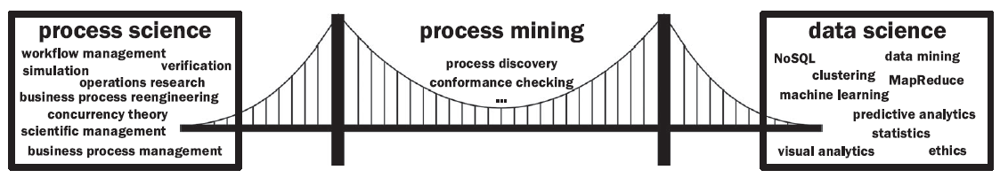 process science
workflow management
simulation
verification
operations research
business process reengineering
concurrency theory
scientific management
business process management
process mining
process discovery
conformance checking
...
data science
NoSQL
data mining
clustering
MapReduce
machine learning
predictive analytics
statistics
visual analytics
ethics